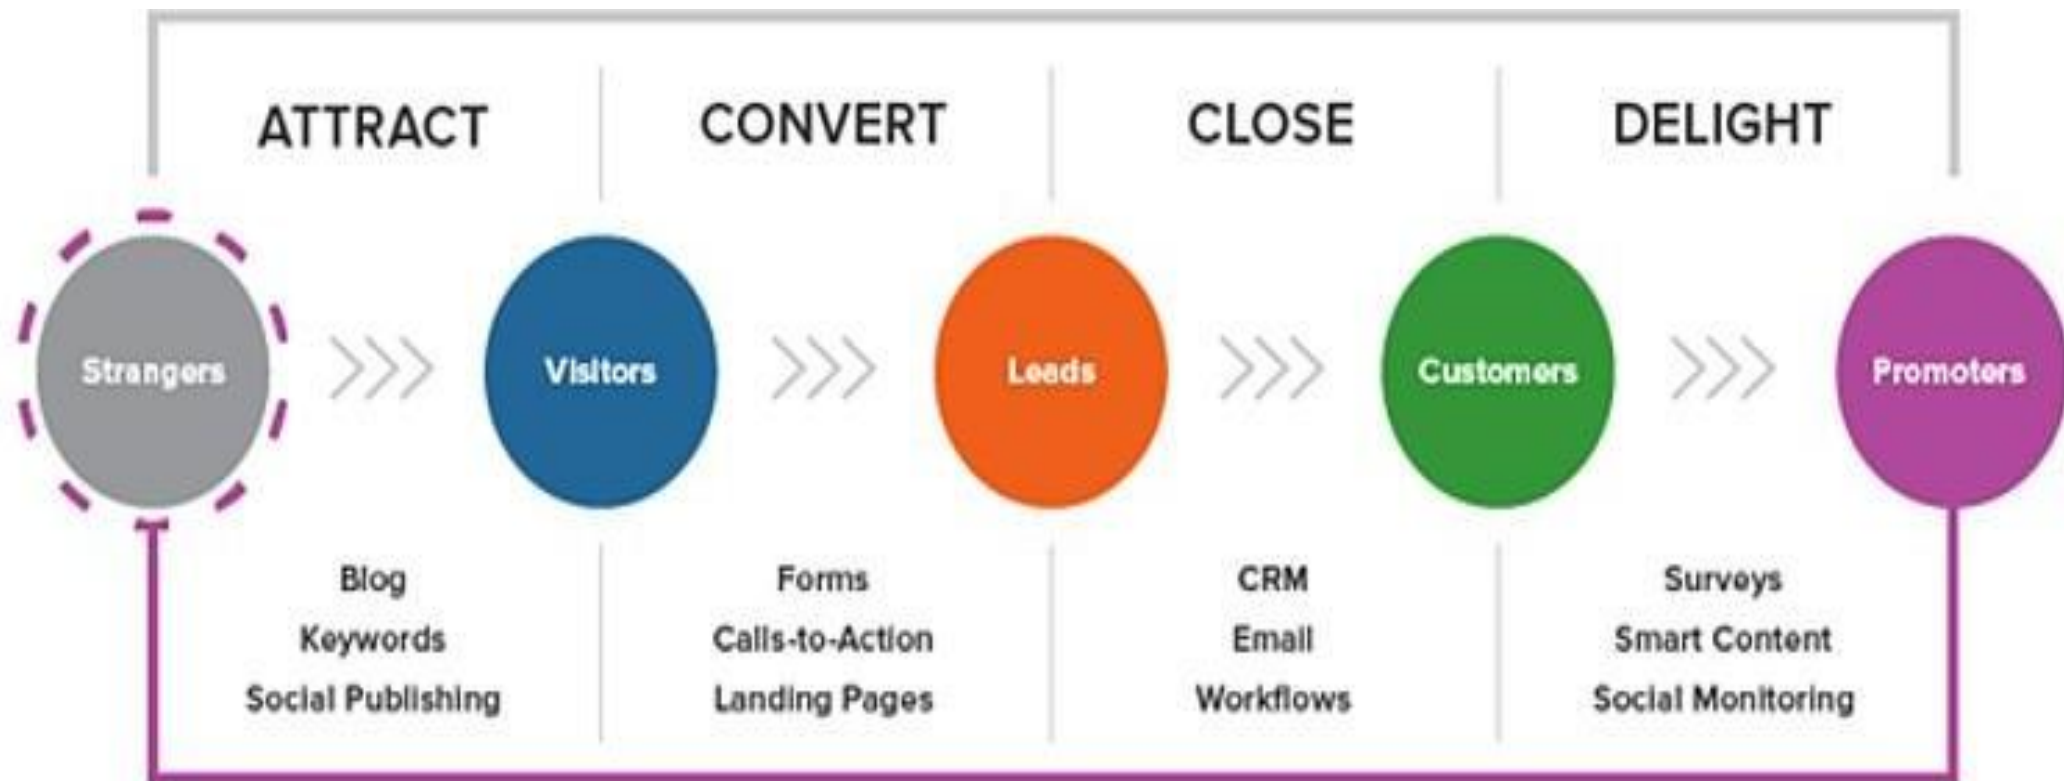 ATTRACT
CONVERT
CLOSE
DELIGHT
Strangers
Visitors
Leads
Customers
Promoters
Blog
Keywords
Social Publishing
Forms
Calls-to-Action
Landing Pages
CRM
Email
Workflows
Surveys
Smart Content
Social Monitoring